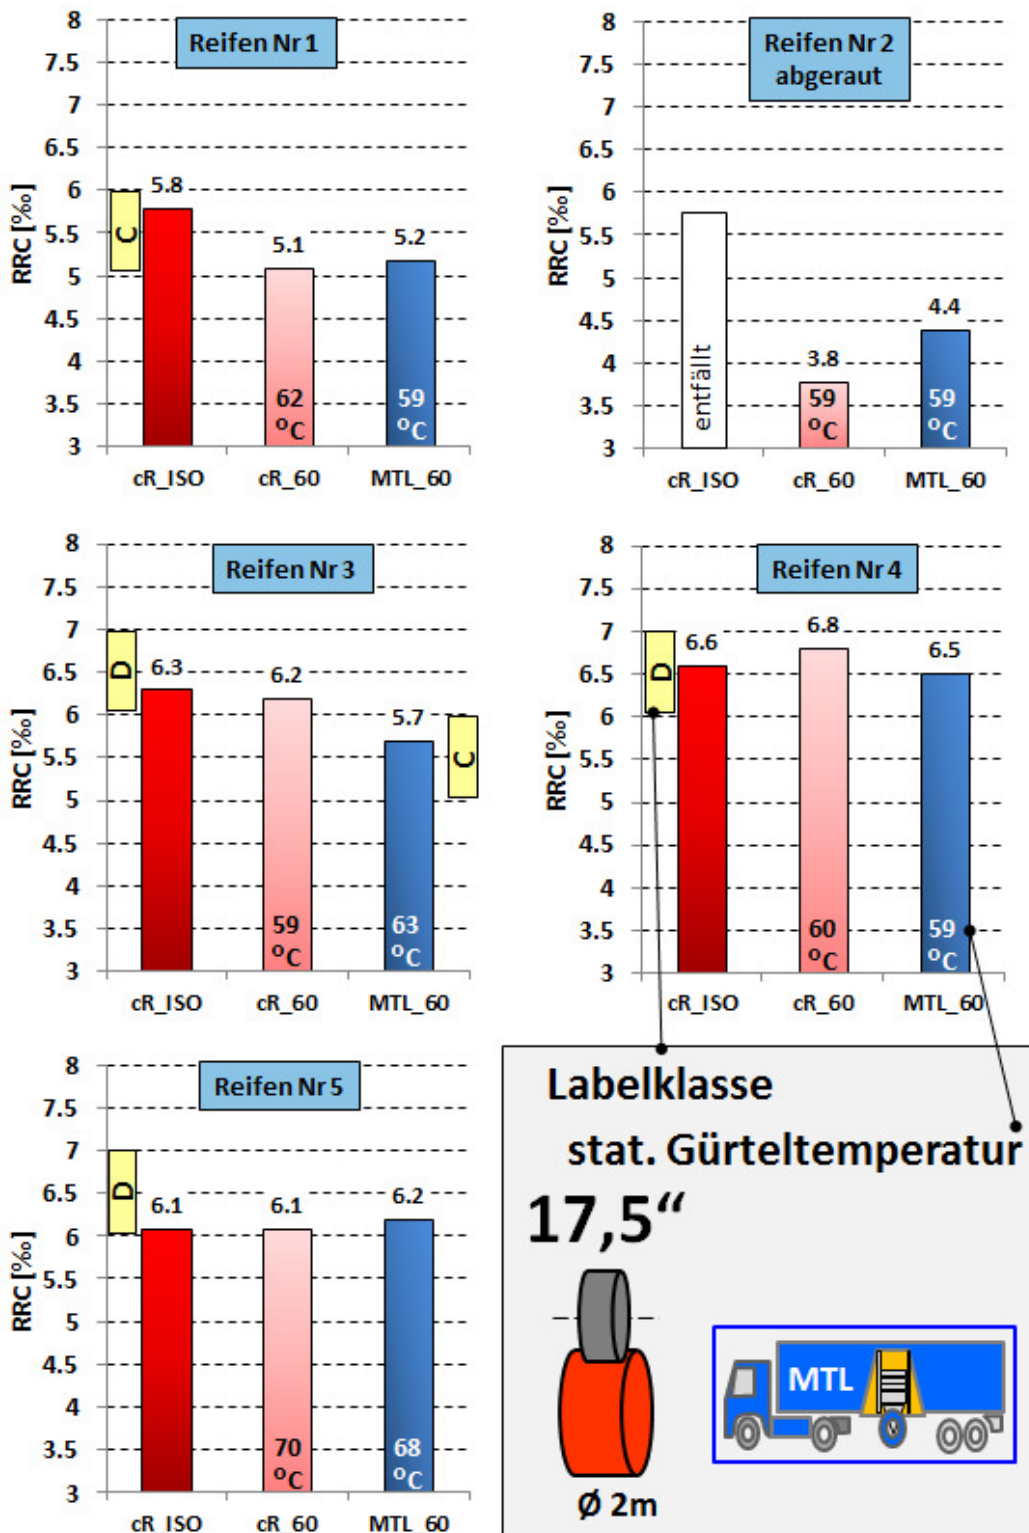 Reifen Nr 1
RRC [‰]
8
7.5
7
6.5
6
5.5
5
4.5
4
3.5
3
C
5.8
5.1
5.2
62 °C
59 °C
cR_ISO
cR_60
MTL_60
Reifen Nr 2
abgeraut
RRC [‰]
8
7.5
7
6.5
6
5.5
5
4.5
4
3.5
3
entfällt
3.8
4.4
59 °C
59 °C
cR_ISO
cR_60
MTL_60
Reifen Nr 3
RRC [‰]
8
7.5
7
6.5
6
5.5
5
4.5
4
3.5
3
D
6.3
6.2
5.7
C
59 °C
63 °C
cR_ISO
cR_60
MTL_60
Reifen Nr 4
RRC [‰]
8
7.5
7
6.5
6
5.5
5
4.5
4
3.5
3
D
6.6
6.8
6.5
60 °C
59 °C
cR_ISO
cR_60
MTL_60
Reifen Nr 5
RRC [‰]
8
7.5
7
6.5
6
5.5
5
4.5
4
3.5
3
D
6.1
6.1
6.2
70 °C
68 °C
cR_ISO
cR_60
MTL_60
Labelklasse
stat. Gürteltemperatur
17,5“
MTL
Ø 2m